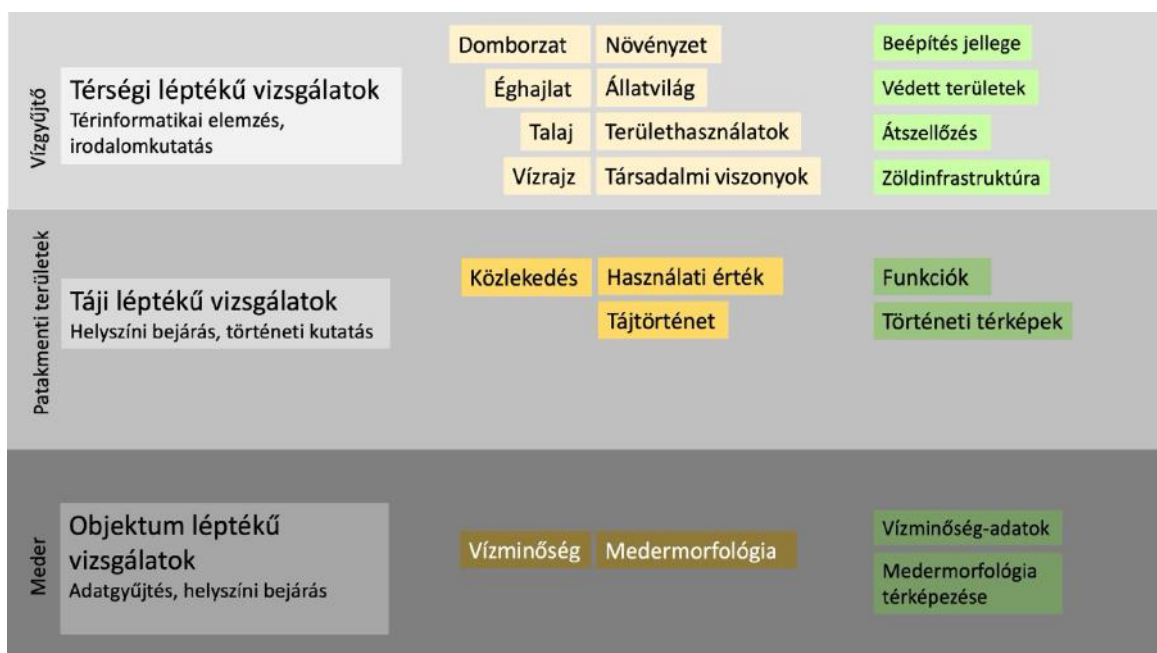 Vízgyűjtő
Térségi léptékű vizsgálatok
Térinformatikai elemzés,
irodalomkutatás
Domborzat
Növényzet
Beépítés jellege
Éghajlat
Állatvilág
Védett területek
Talaj
Területhasználatok
Átszellőzés
Vízrajz
Társadalmi viszonyok
Zöldinfrastruktúra
Patakmenti területek
Táji léptékű vizsgálatok
Helyszíni bejárás, történeti kutatás
Közlekedés
Használati érték
Funkciók
Tájtörténet
Történeti térképek
Meder
Objektum léptékű
vizsgálatok
Adatgyűjtés, helyszíni bejárás
Vízminőség
Medermorfológia
Vízminőség-adatok
Medermorfológia
térképezése